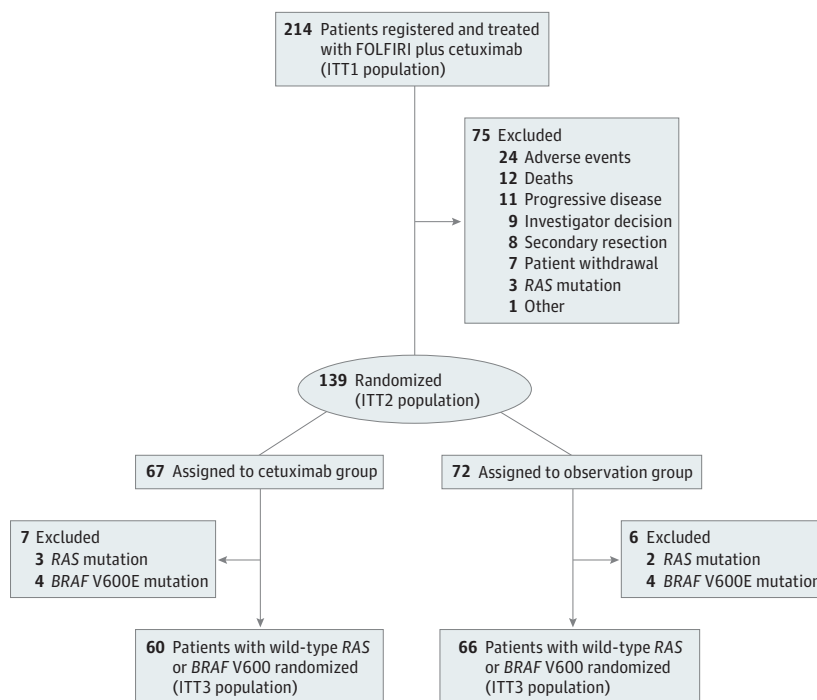 214 Patients registered and treated
with FOLFIRI plus cetuximab
(ITT1 population)
75 Excluded
24 Adverse events
12 Deaths
11 Progressive disease
9 Investigator decision
8 Secondary resection
7 Patient withdrawal
3 RAS mutation
1 Other
139 Randomized
(ITT2 population)
67 Assigned to cetuximab group
72 Assigned to observation group
7 Excluded
3 RAS mutation
4 BRAF V600E mutation
6 Excluded
2 RAS mutation
4 BRAF V600E mutation
60 Patients with wild-type RAS
or BRAF V600 randomized
(ITT3 population)
66 Patients with wild-type RAS
or BRAF V600 randomized
(ITT3 population)